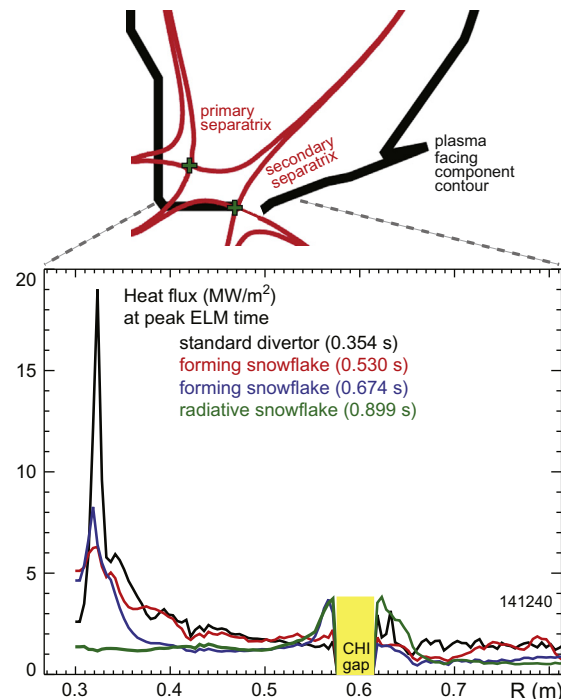 primary
separatrix
secondary
separatrix
plasma
facing
component
contour
20
Heat flux (MW/m²)
at peak ELM time
standard divertor (0.354 s)
forming snowflake (0.530 s)
forming snowflake (0.674 s)
radiative snowflake (0.899 s)
15
10
5
141240
CHI
gap
0
0.3 0.4 0.5 0.6 0.7 R (m)